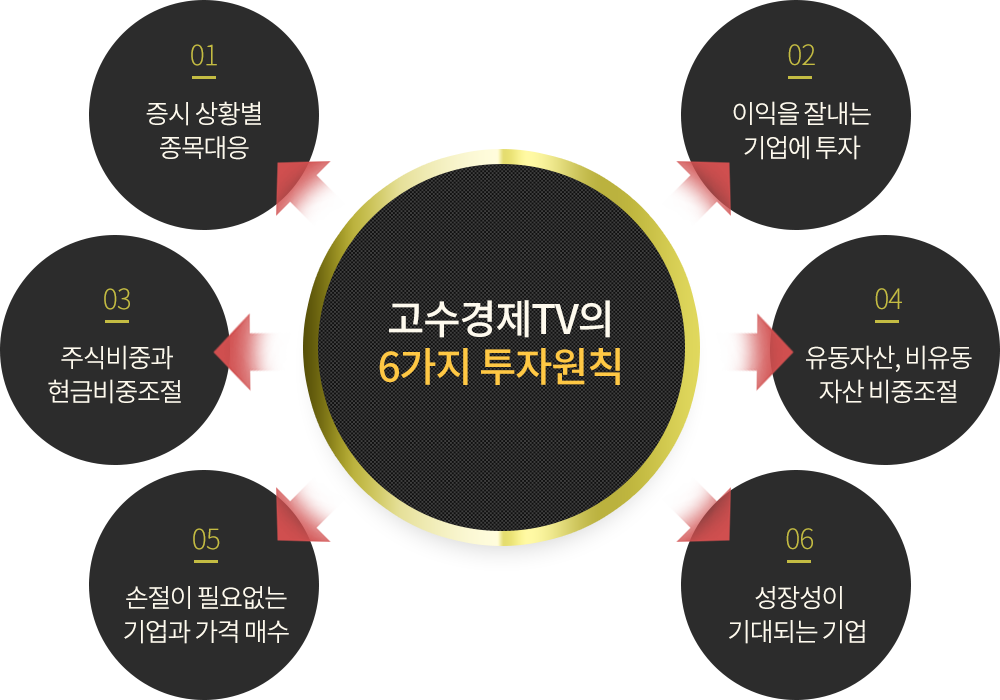 01
증시 상황별
종목대응
02
이익을 잘내는
기업에 투자
고수경제TV의
6가지 투자원칙
03
주식비중과
현금비중조절
04
유동자산, 비유동
자산 비중조절
05
손절이 필요없는
기업과 가격 매수
06
성장성이
기대되는 기업